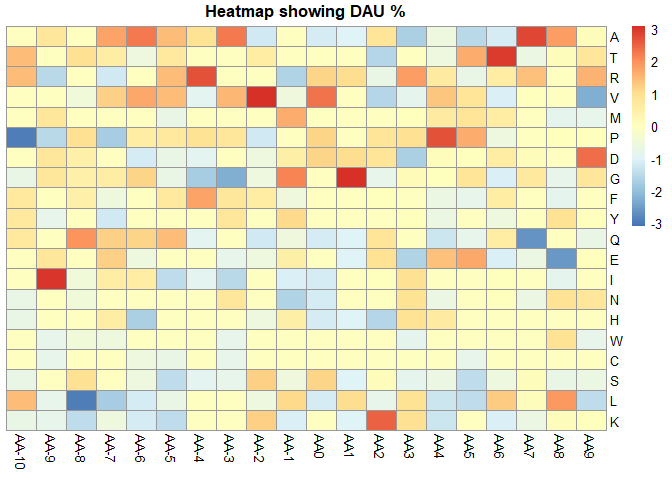 Heatmap showing DAU %
A
T
R
V
M
P
D
G
F
Y
Q
E
I
N
H
W
C
S
L
K
3
2
1
0
-1
-2
-3
AA-10
AA-9
AA-8
AA-7
AA-6
AA-5
AA-4
AA-3
AA-2
AA-1
AA0
AA1
AA2
AA3
AA4
AA5
AA6
AA7
AA8
AA9